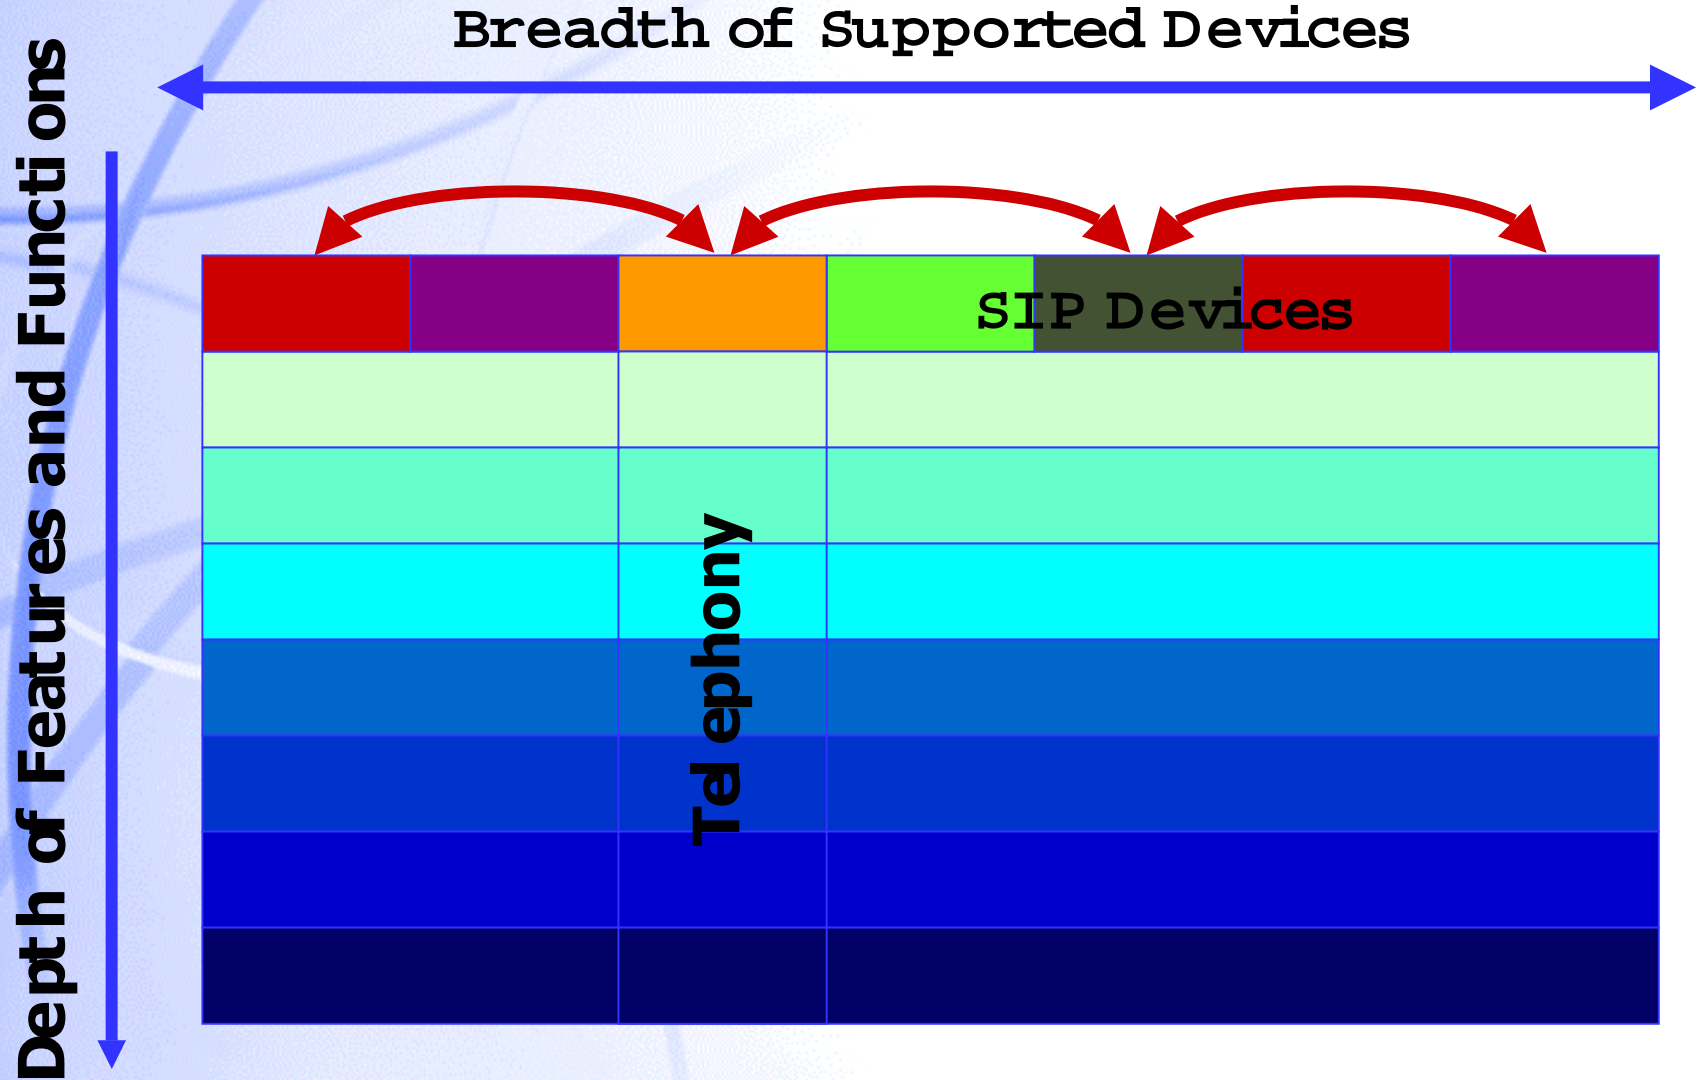 Breadth of Supported Devices
Depth of Features and Functions
SIP Devices
Telephony